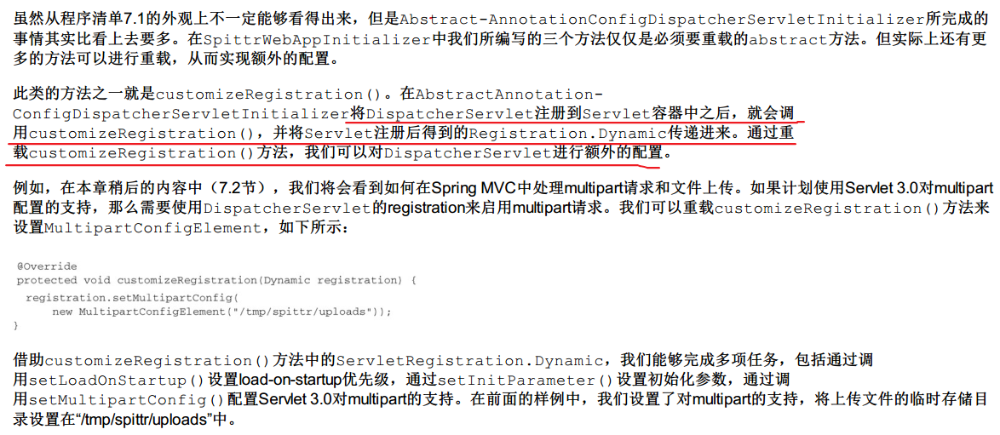 虽然从程序清单7.1的外观上不一定能够看得出来，但是Abstract-AnnotationConfigDispatcherServletInitializer所完成的
事情其实比看上去要多。在SpittrWebAppInitializer中我们所编写的三个方法仅仅是必须要重载的abstract方法。但实际上还有更
多的方法可以进行重载，从而实现额外的配置。
此类的方法之一就是customizeRegistration()。在AbstractAnnotation-
ConfigDispatcherServletInitializer将DispatcherServlet注册到Servlet容器中之后，就会调
用customizeRegistration()，并将Servlet注册后得到的Registration.Dynamic传递进来。通过重
载customizeRegistration()方法，我们可以对DispatcherServlet进行额外的配置。
例如，在本章稍后的内容中（7.2节），我们将会看到如何在Spring MVC中处理multipart请求和文件上传。如果计划使用Servlet 3.0对multipart
配置的支持，那么需要使用DispatcherServlet的registration来启用multipart请求。我们可以重载customizeRegistration()方法来
设置MultipartConfigElement，如下所示：
@Override
protected void customizeRegistration(Dynamic registration) {
registration.setMultipartConfig(
new MultipartConfigElement("/tmp/spittr/uploads"));
}
借助customizeRegistration()方法中的ServletRegistration.Dynamic，我们能够完成多项任务，包括通过调
用setLoadOnStartup()设置load-on-startup优先级，通过setInitParameter()设置初始化参数，通过调
用setMultipartConfig()配置Servlet 3.0对multipart的支持。在前面的样例中，我们设置了对multipart的支持，将上传文件的临时存储目
录设置在“/tmp/spittr/uploads”中。